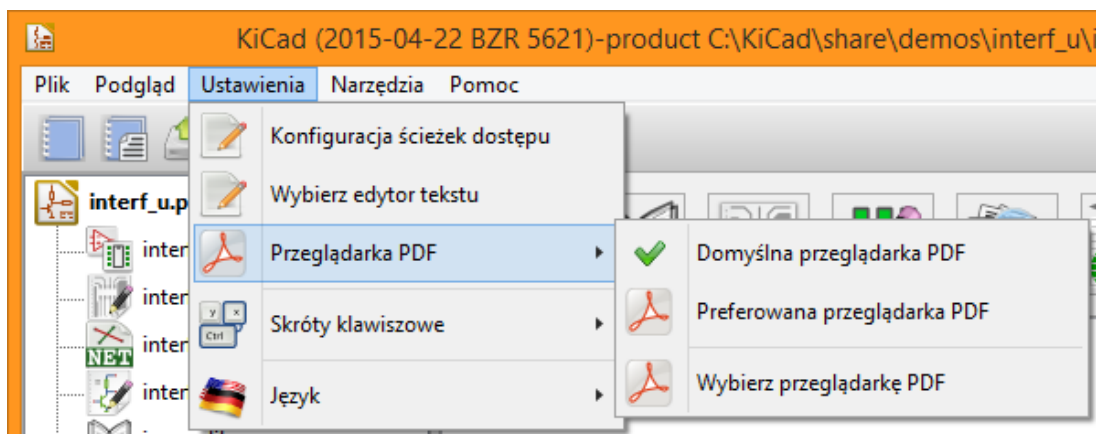 KiCad (2015-04-22 BZR 5621)-product C:\KiCad\share\demos\interf_u\
Plik Podgląd Ustawienia Narzędzia Pomoc
Konfiguracja ścieżek dostępu
interf_u.p
Wybierz edytor tekstu
inter
Przeglądarka PDF
Domyślna przeglądarka PDF
inter
Preferowana przeglądarka PDF
y x
Ctrl
Skróty klawiszowe
NET
inter
Wybierz przeglądarkę PDF
inter
Język